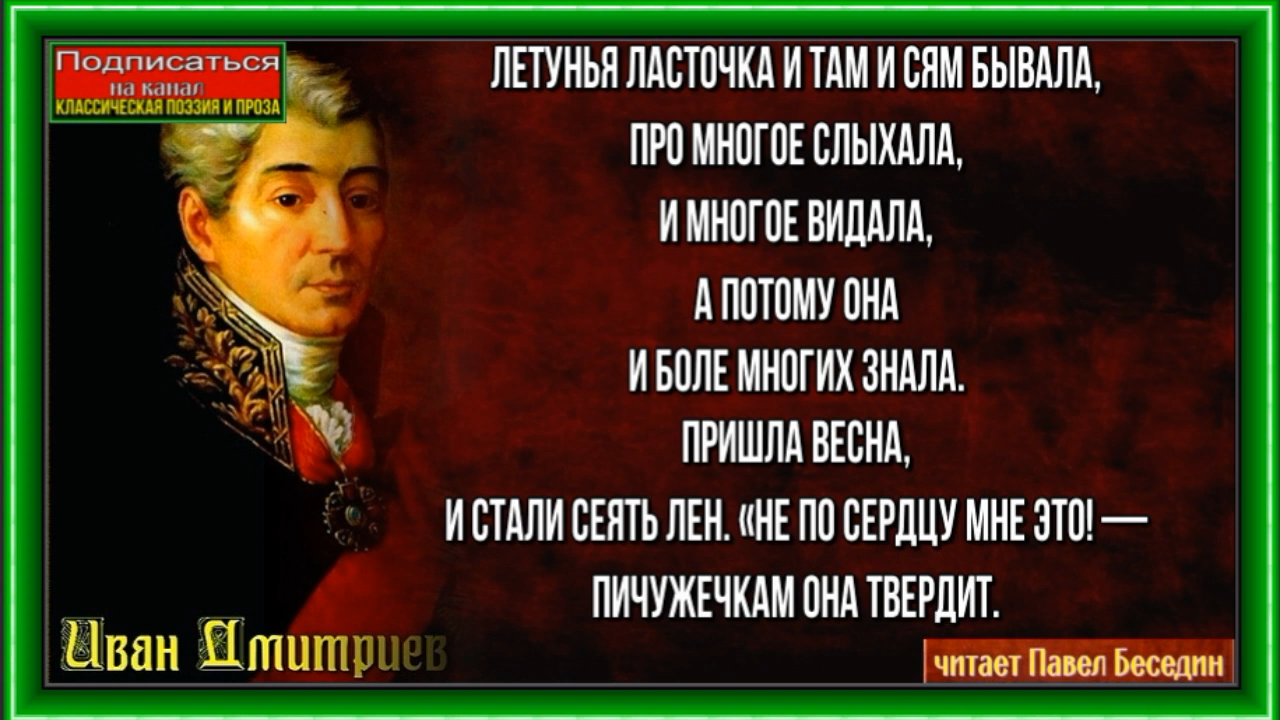 Подписаться
на канал
КЛАССИЧЕСКАЯ ПОЭЗИЯ И ПРОЗА
ЛЕТУНЬЯ ЛАСТОЧКА И ТАМ И СЯМ БЫВАЛА,
ПРО МНОГОЕ СЛЫХАЛА,
И МНОГОЕ ВИДАЛА,
А ПОТОМУ ОНА
И БОЛЕ МНОГИХ ЗНАЛА.
ПРИШЛА ВЕСНА,
И СТАЛИ СЕЯТЬ ЛЕН. «НЕ ПО СЕРДЦУ МНЕ ЭТО! —
ПИЧУЖЕЧКАМ ОНА ТВЕРДИТ.
Иван Дмитриев
читает Павел Беседин